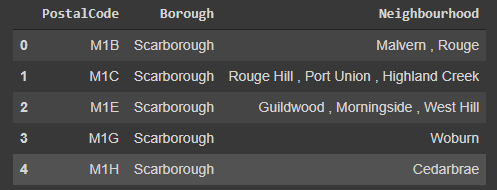 PostalCode Borough Neighbourhood
0 M1B Scarborough Malvern , Rouge
1 M1C Scarborough Rouge Hill , Port Union , Highland Creek
2 M1E Scarborough Guildwood , Morningside , West Hill
3 M1G Scarborough Woburn
4 M1H Scarborough Cedarbrae